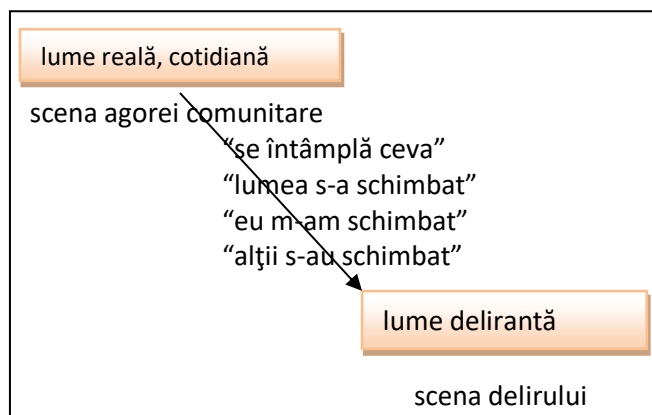 lume reală, cotidiană
scena agorei comunitare
“se întâmplă ceva”
“lumea s-a schimbat”
“eu m-am schimbat”
“alţii s-au schimbat”
lume delirantă
scena delirului